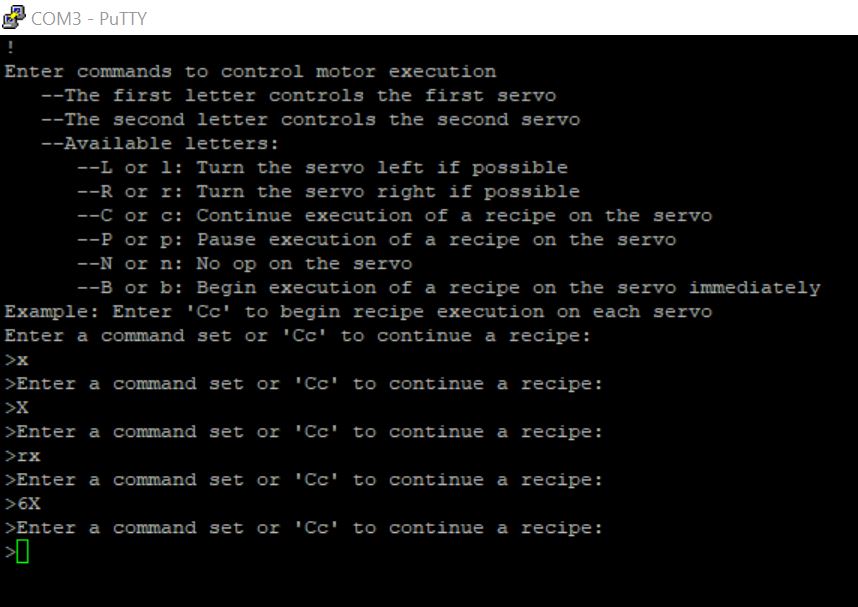 COM3 - PuTTY
!
Enter commands to control motor execution
   --The first letter controls the first servo
   --The second letter controls the second servo
   --Available letters:
      --L or l: Turn the servo left if possible
      --R or r: Turn the servo right if possible
      --C or c: Continue execution of a recipe on the servo
      --P or p: Pause execution of a recipe on the servo
      --N or n: No op on the servo
      --B or b: Begin execution of a recipe on the servo immediately
Example: Enter 'Cc' to begin recipe execution on each servo
Enter a command set or 'Cc' to continue a recipe:
>x
>Enter a command set or 'Cc' to continue a recipe:
>X
>Enter a command set or 'Cc' to continue a recipe:
>rx
>Enter a command set or 'Cc' to continue a recipe:
>6X
>Enter a command set or 'Cc' to continue a recipe:
>